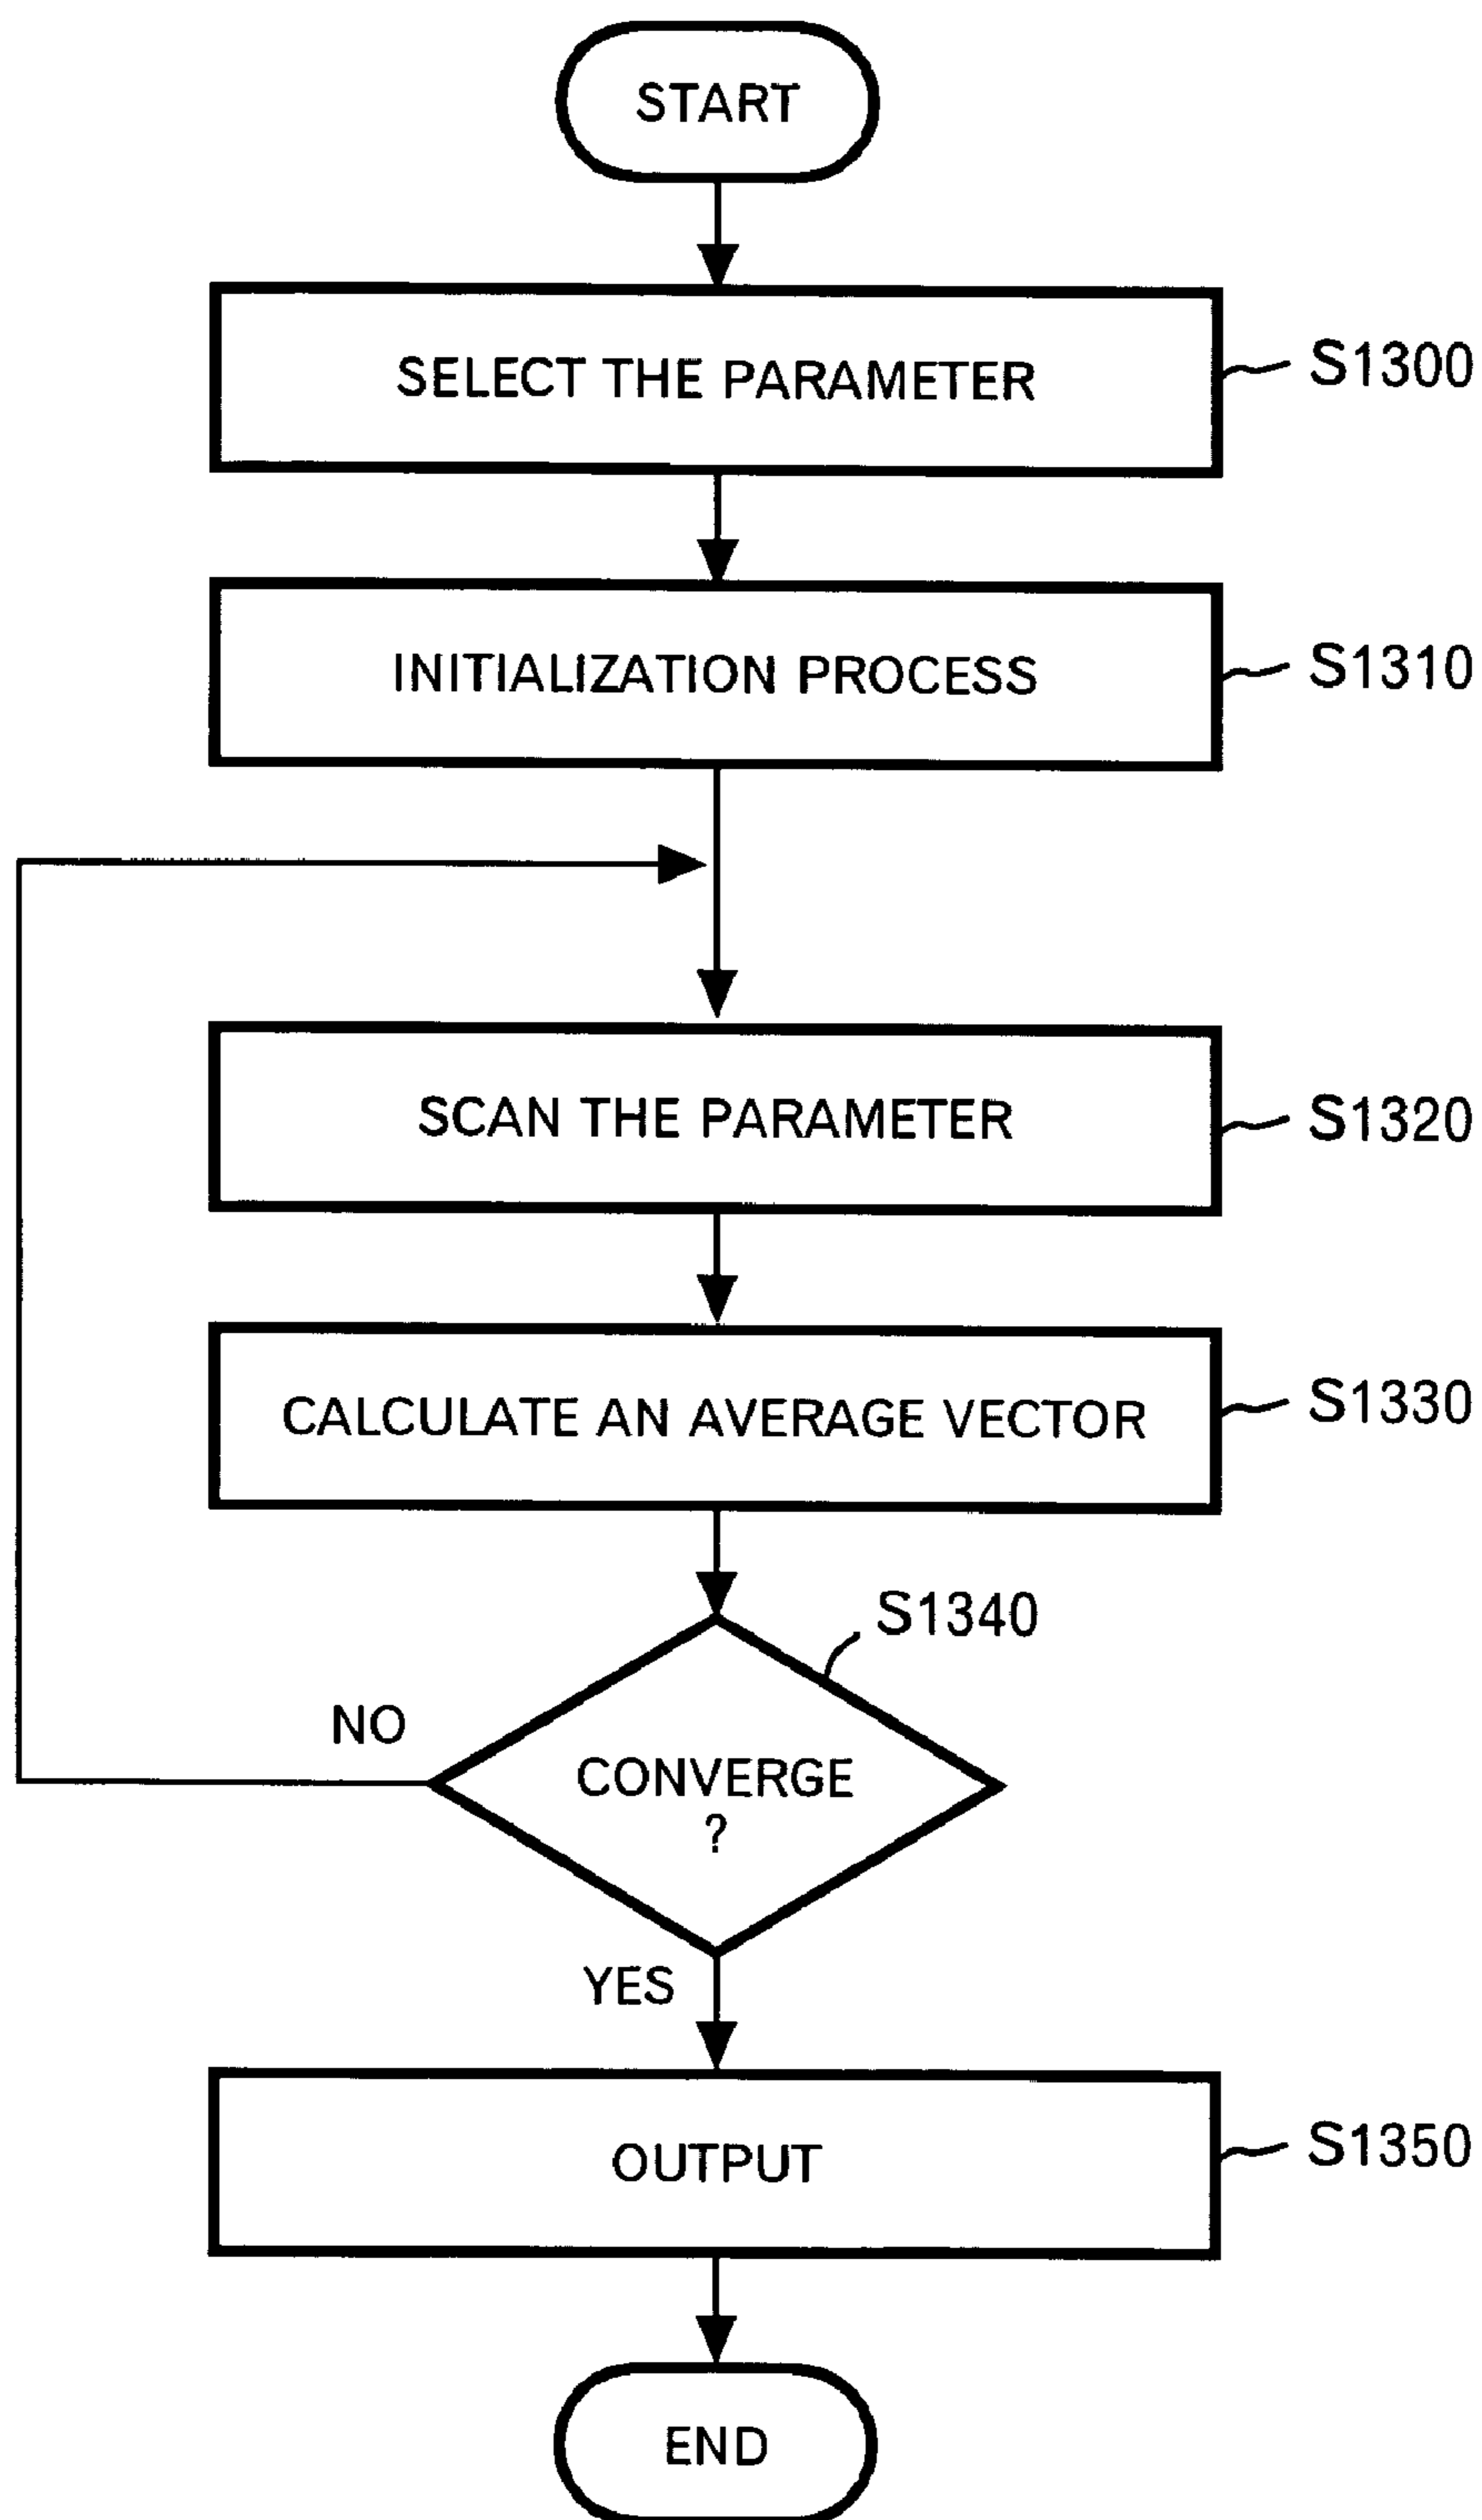 START
SELECT THE PARAMETER
S1300
INITIALIZATION PROCESS
S1310
SCAN THE PARAMETER
S1320
CALCULATE AN AVERAGE VECTOR
S1330
S1340
NO
CONVERGE
?
YES
OUTPUT
S1350
END